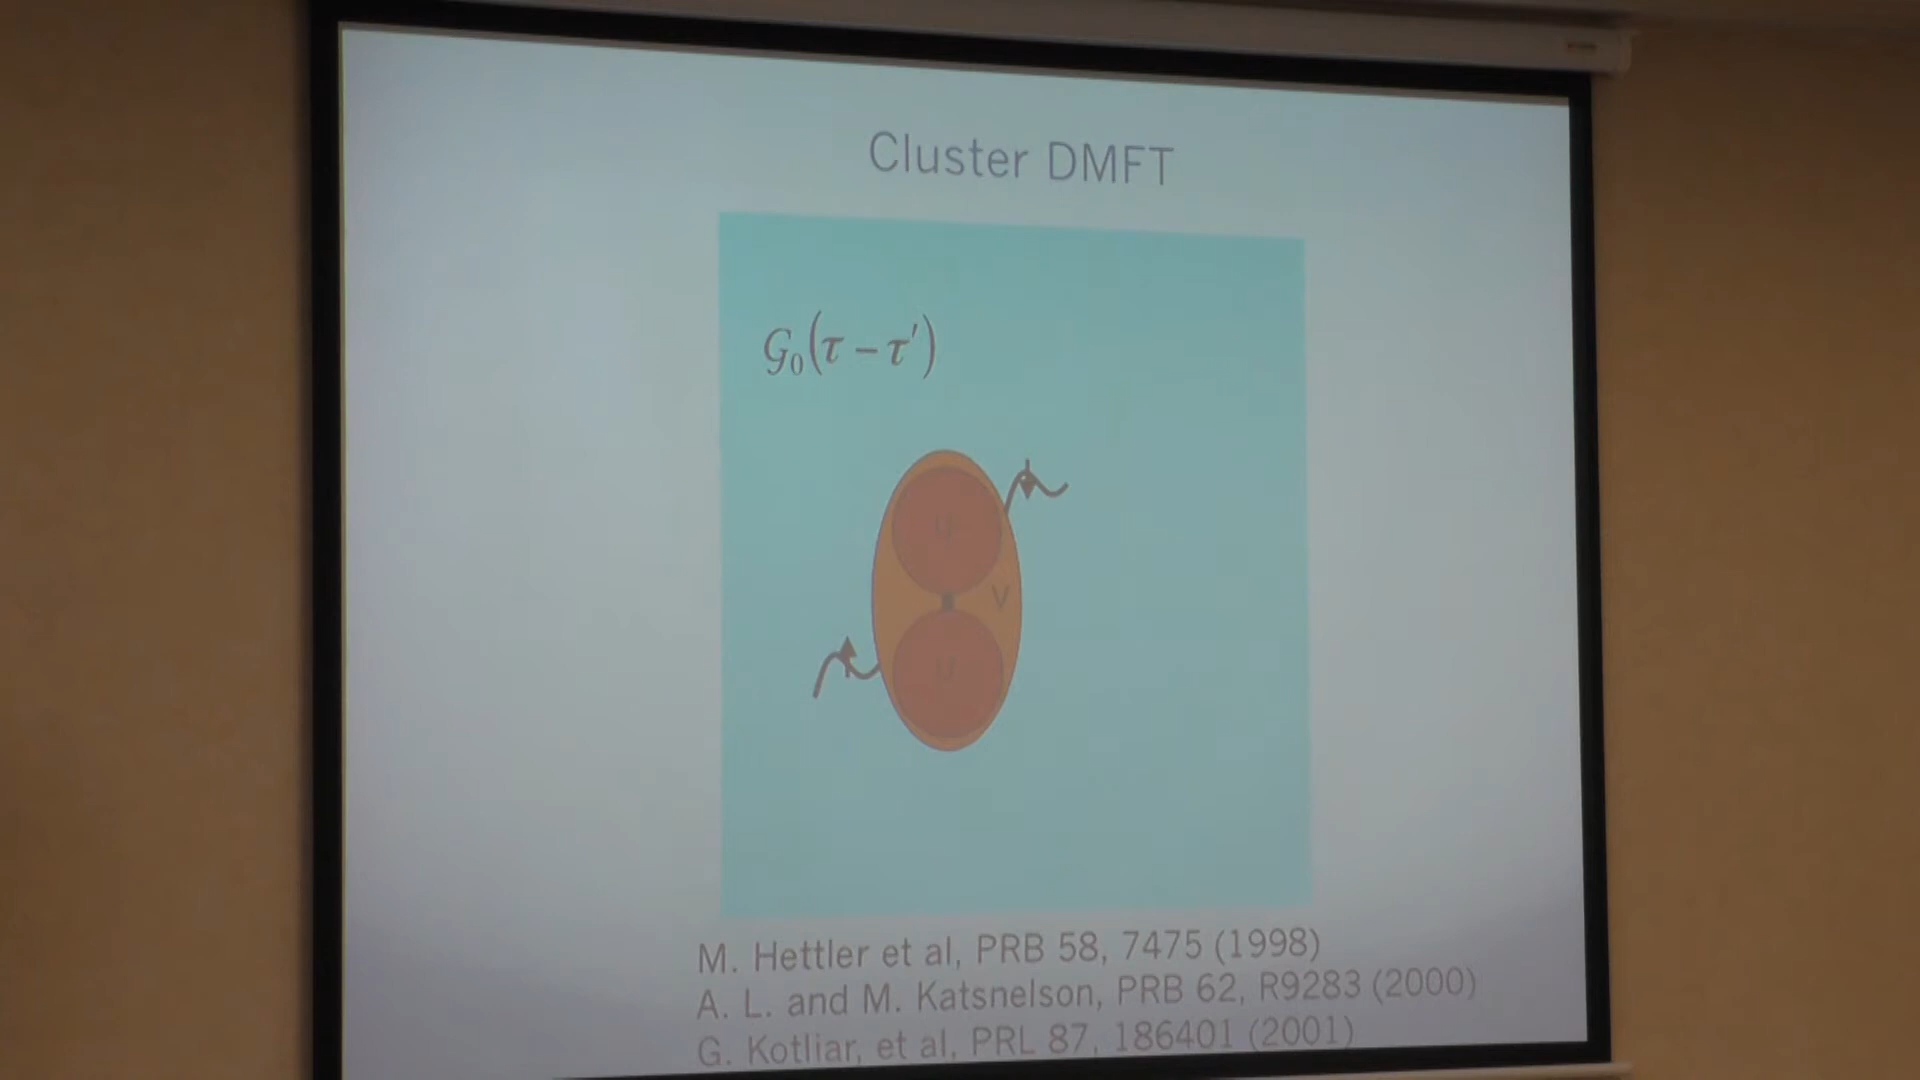 Cluster DMFT
𝒢₀(τ − τ′)
U
V
U
M. Hettler et al, PRB 58, 7475 (1998)
A. L. and M. Katsnelson, PRB 62, R9283 (2000)
G. Kotliar, et al, PRL 87, 186401 (2001)